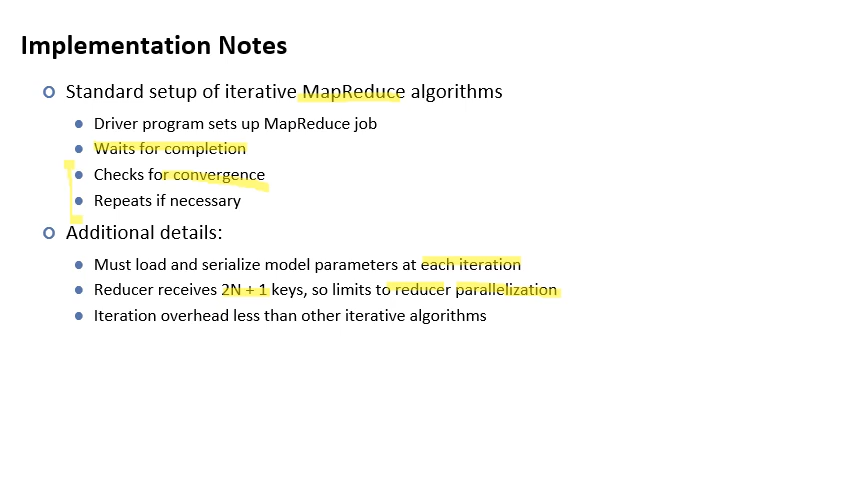 Implementation Notes
Standard setup of iterative MapReduce algorithms
Driver program sets up MapReduce job
Waits for completion
Checks for convergence
Repeats if necessary
Additional details:
Must load and serialize model parameters at each iteration
Reducer receives 2N + 1 keys, so limits to reducer parallelization
Iteration overhead less than other iterative algorithms